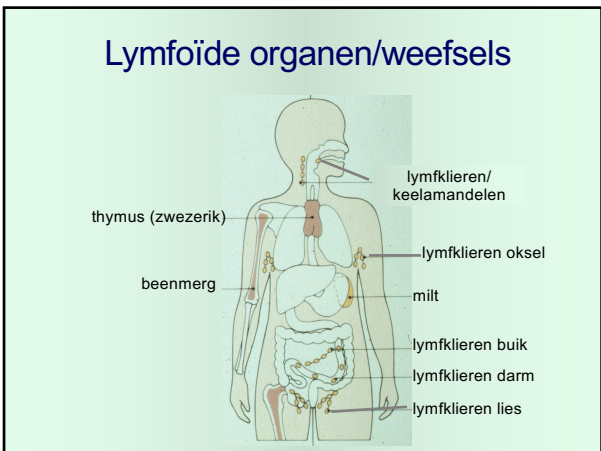 Lymfoïde organen/weefsels
lymfklieren/
keelamandelen
thymus (zwezerik)
lymfklieren oksel
beenmerg
milt
lymfklieren buik
lymfklieren darm
lymfklieren lies